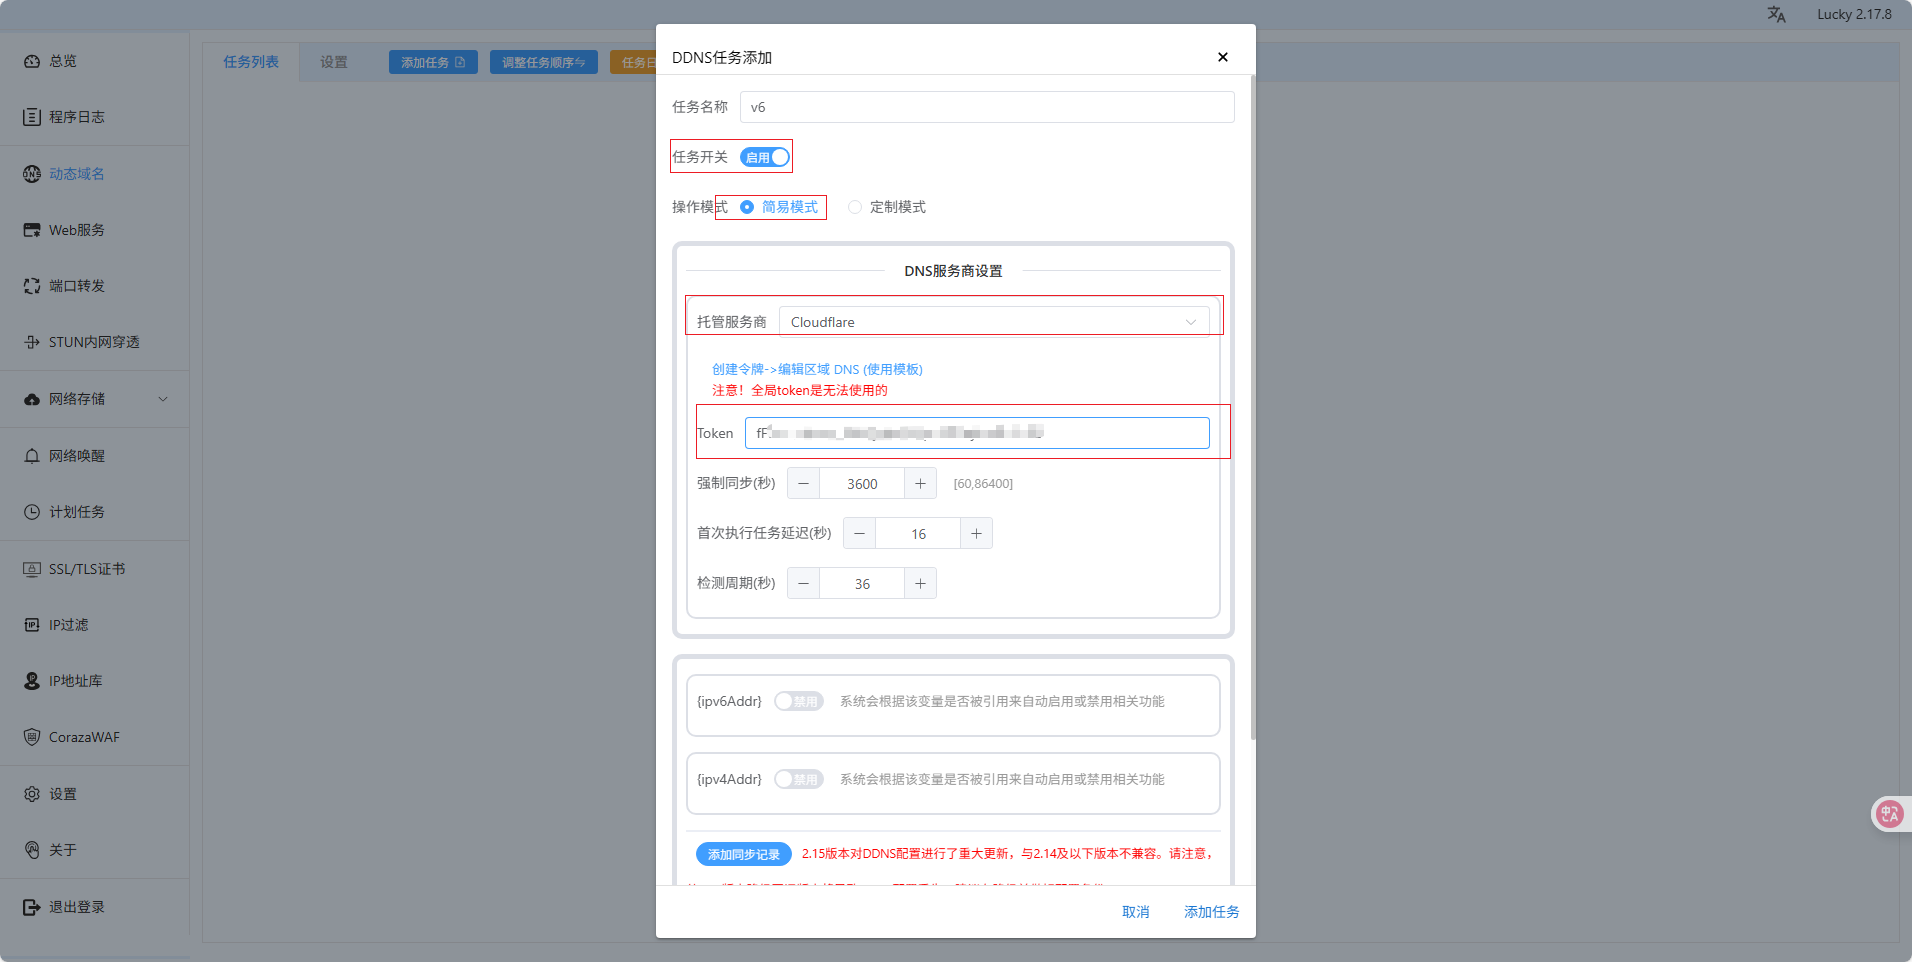 Lucky 2.17.8
总览
程序日志
动态域名
Web服务
端口转发
STUN内网穿透
网络存储
网络唤醒
计划任务
SSL/TLS证书
IP过滤
IP地址库
CorazaWAF
设置
关于
退出登录
任务列表
设置
添加任务
调整任务顺序
任务日
DDNS任务添加
任务名称 v6
任务开关 启用
操作模式 简易模式 定制模式
DNS服务商设置
托管服务商 Cloudflare
创建令牌->编辑区域 DNS (使用模板)
注意！全局token是无法使用的
Token fF
强制同步(秒) 3600 [60,86400]
首次执行任务延迟(秒) 16
检测周期(秒) 36
{ipv6Addr} 禁用 系统会根据该变量是否被引用来自动启用或禁用相关功能
{ipv4Addr} 禁用 系统会根据该变量是否被引用来自动启用或禁用相关功能
添加同步记录 2.15版本对DDNS配置进行了重大更新，与2.14及以下版本不兼容。请注意，
取消 添加任务